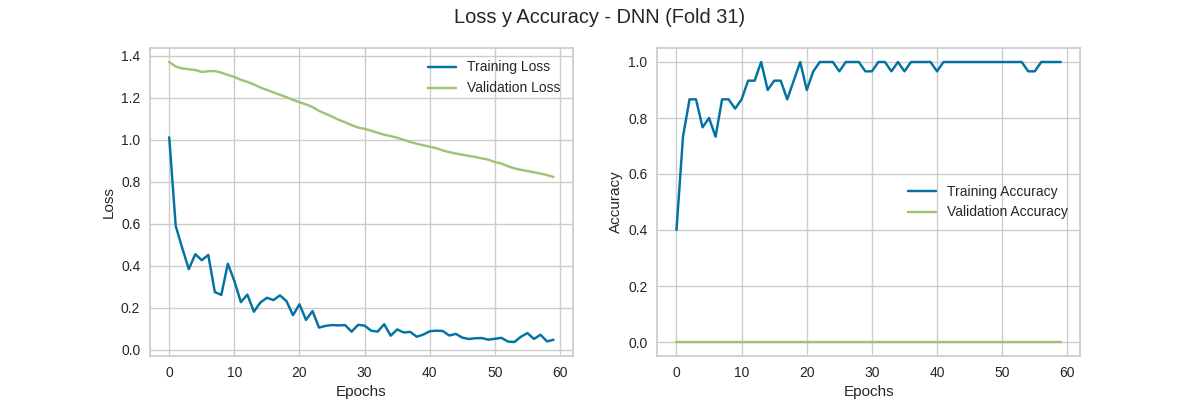 Loss y Accuracy - DNN (Fold 31)
1.4
1.2
1.0
0.8
0.6
0.4
0.2
0.0
Loss
Training Loss
Validation Loss
0 10 20 30 40 50 60
Epochs
1.0
0.8
0.6
0.4
0.2
0.0
Accuracy
Training Accuracy
Validation Accuracy
0 10 20 30 40 50 60
Epochs